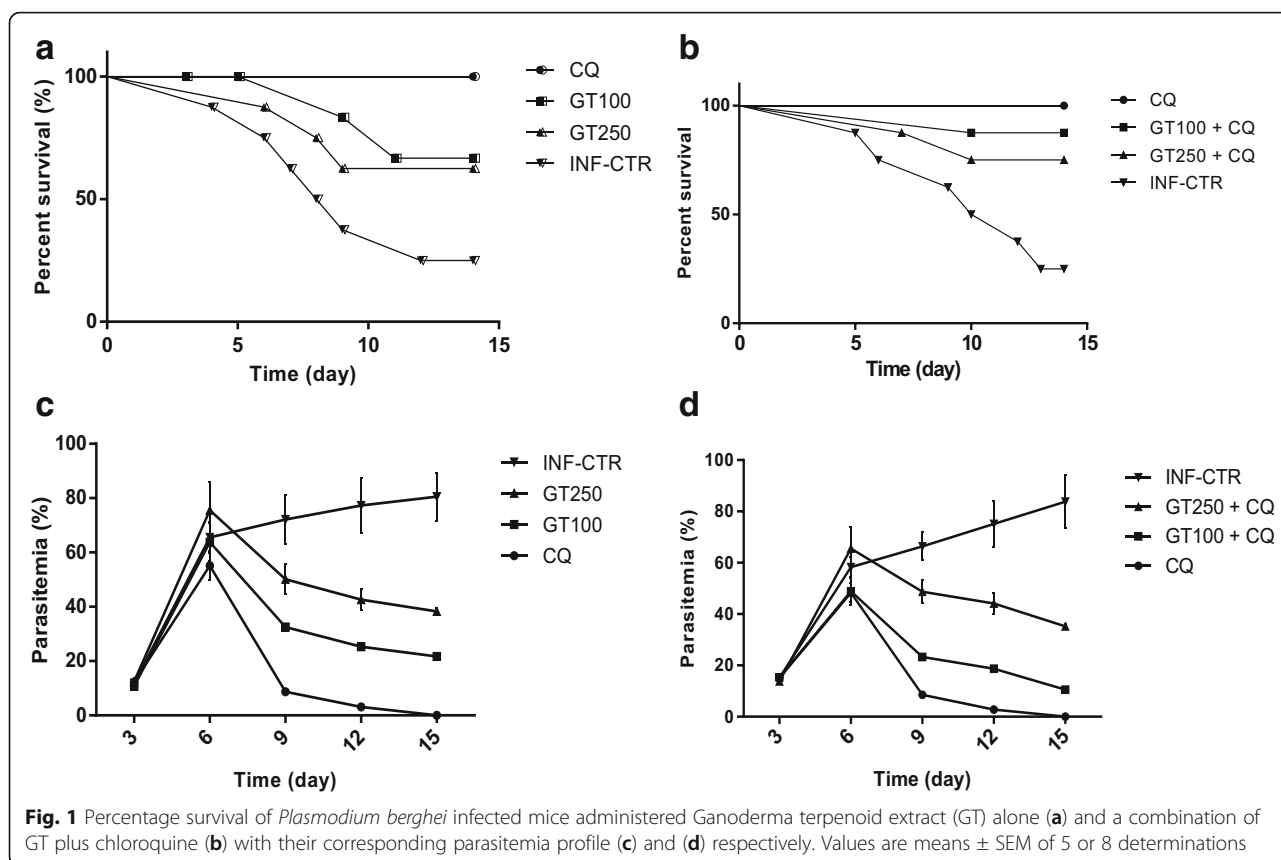 a
Percent survival (%)
100
50
0
0 5 10 15
Time (day)
CQ
GT100
GT250
INF-CTR
b
Percent survival
100
50
0
0 5 10 15
Time (day)
CQ
GT100 + CQ
GT250 + CQ
INF-CTR
c
Parasitemia (%)
100
80
60
40
20
0
3 6 9 12 15
Time (day)
INF-CTR
GT250
GT100
CQ
d
Parasitemia (%)
100
80
60
40
20
0
3 6 9 12 15
Time (day)
INF-CTR
GT250 + CQ
GT100 + CQ
CQ
Fig. 1 Percentage survival of Plasmodium berghei infected mice administered Ganoderma terpenoid extract (GT) alone (a) and a combination of
GT plus chloroquine (b) with their corresponding parasitemia profile (c) and (d) respectively. Values are means ± SEM of 5 or 8 determinations